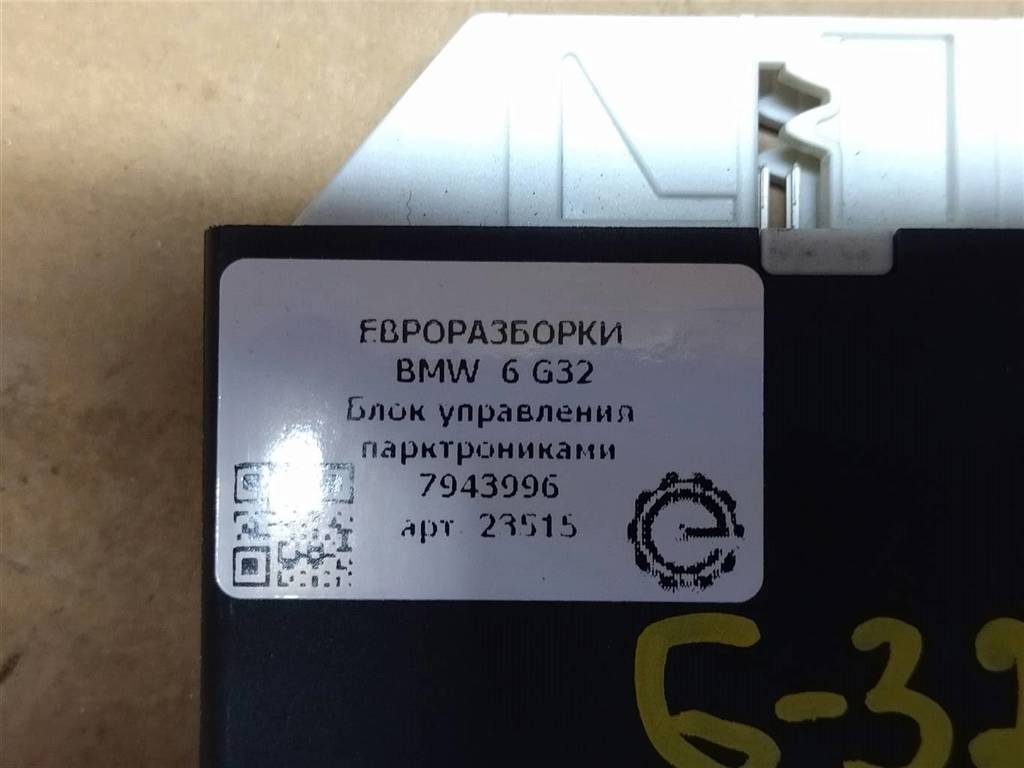 ЕВРОРАЗБОРКИ
BMW 6 G32
Блок управления
парктрониками
7943996
арт. 23515
G-32